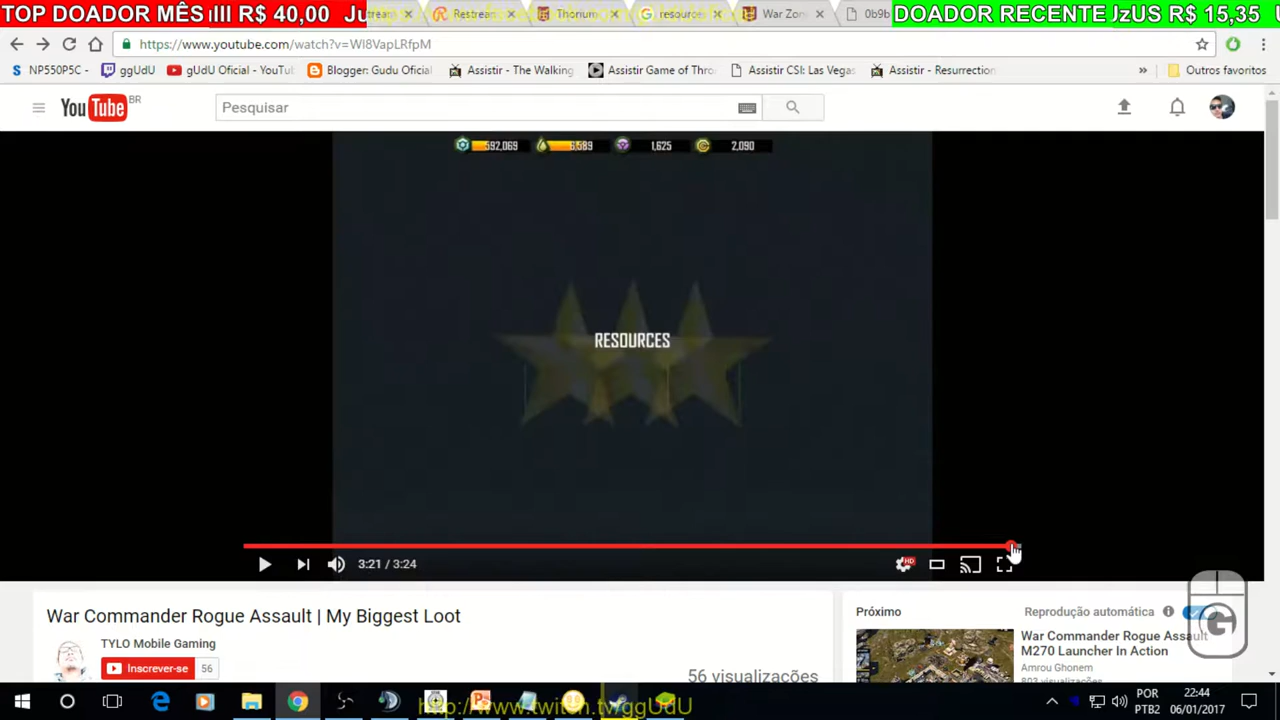 TOP DOADOR MÊS
R$ 40,00
DOADOR RECENTE JzUS R$ 15,35
Restream
Thorium
resources
War Zon
0b9b
https://www.youtube.com/watch?v=WI8VapLRfpM
NP550P5C -
ggUdU
gUdU Oficial - YouTu
Blogger: Gudu Oficial
Assistir - The Walking
Assistir Game of Thro
Assistir CSI: Las Vegas
Assistir - Resurrection
»
Outros favoritos
YouTube BR
Pesquisar
592,069
6,589
1,625
2,090
RESOURCES
3:21 / 3:24
HD
War Commander Rogue Assault | My Biggest Loot
TYLO Mobile Gaming
Inscrever-se
56
56 visualizações
Próximo
Reprodução automática
War Commander Rogue Assault
M270 Launcher In Action
Amrou Ghonem
803 visualizações
G
http://www.twitch.tv/ggUdU
POR
PTB2
22:44
06/01/2017